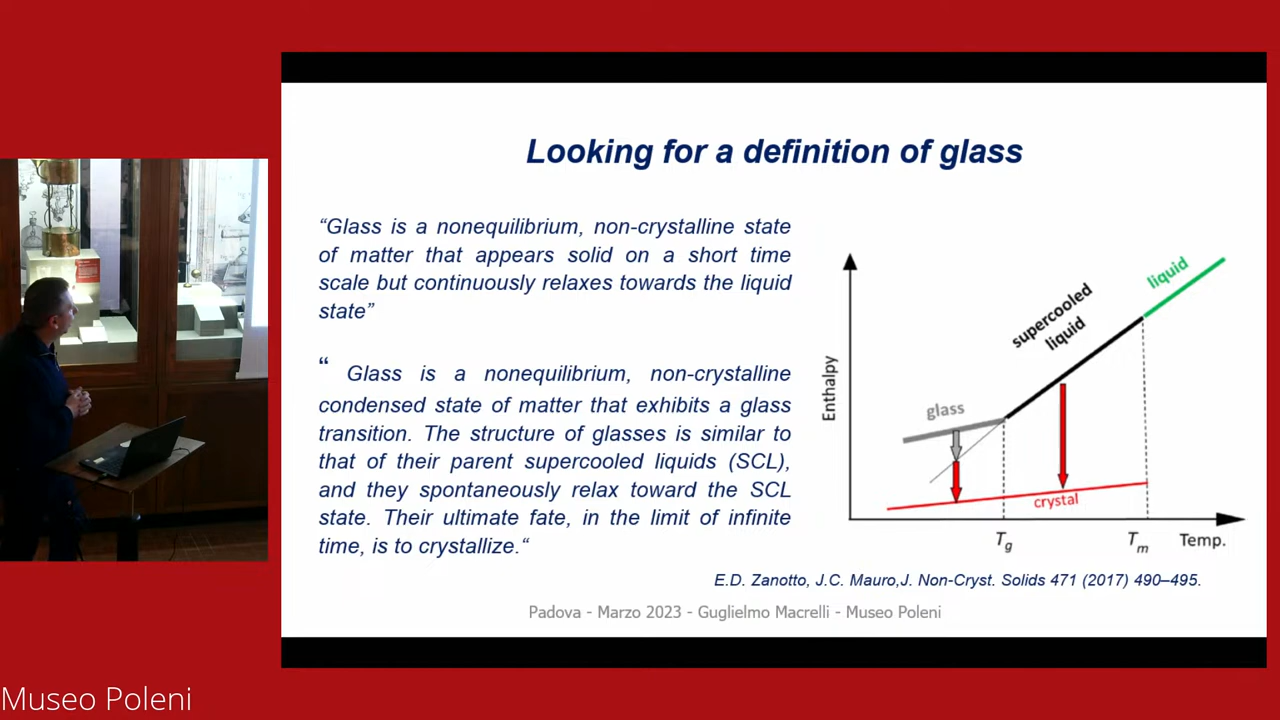 Looking for a definition of glass
“Glass is a nonequilibrium, non-crystalline state
of matter that appears solid on a short time
scale but continuously relaxes towards the liquid
state”
“ Glass is a nonequilibrium, non-crystalline
condensed state of matter that exhibits a glass
transition. The structure of glasses is similar to
that of their parent supercooled liquids (SCL),
and they spontaneously relax toward the SCL
state. Their ultimate fate, in the limit of infinite
time, is to crystallize.“
Enthalpy
glass
supercooled
liquid
liquid
crystal
Tg
Tm
Temp.
E.D. Zanotto, J.C. Mauro,J. Non-Cryst. Solids 471 (2017) 490–495.
Padova - Marzo 2023 - Guglielmo Macrelli - Museo Poleni
Museo Poleni